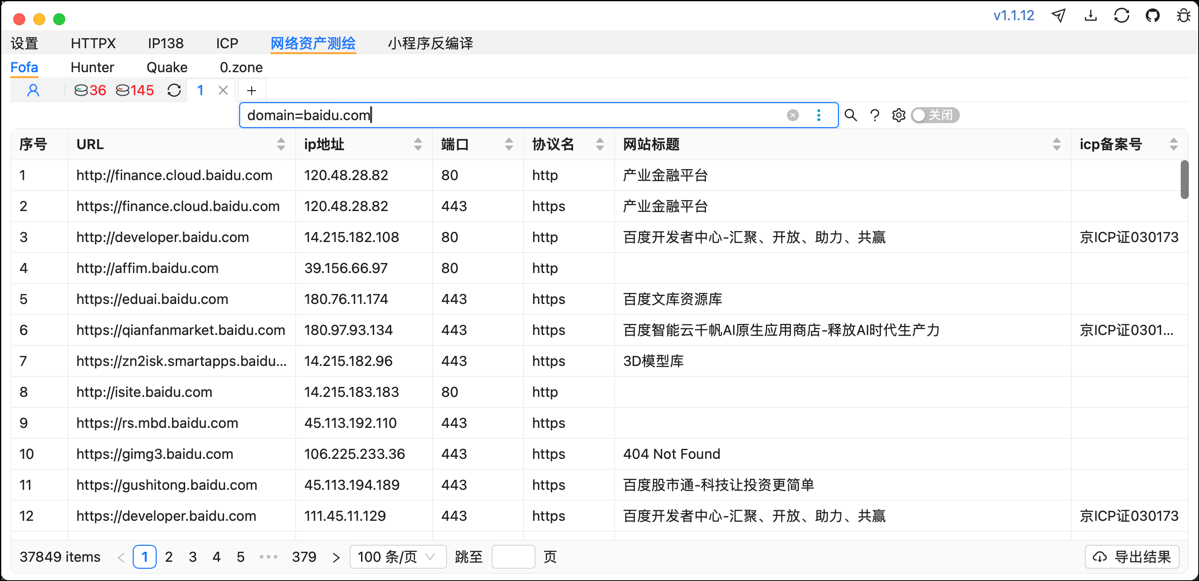 v1.1.12
设置 HTTPX IP138 ICP 网络资产测绘 小程序反编译
Fofa Hunter Quake 0.zone
36 145 1
domain=baidu.com 关闭
序号 URL ip地址 端口 协议名 网站标题 icp备案号
1 http://finance.cloud.baidu.com 120.48.28.82 80 http 产业金融平台
2 https://finance.cloud.baidu.com 120.48.28.82 443 https 产业金融平台
3 http://developer.baidu.com 14.215.182.108 80 http 百度开发者中心-汇聚、开放、助力、共赢 京ICP证030173
4 http://affim.baidu.com 39.156.66.97 80 http
5 https://eduai.baidu.com 180.76.11.174 443 https 百度文库资源库
6 https://qianfanmarket.baidu.com 180.97.93.134 443 https 百度智能云千帆AI原生应用商店-释放AI时代生产力 京ICP证0301...
7 https://zn2isk.smartapps.baidu... 14.215.182.96 443 https 3D模型库
8 http://isite.baidu.com 14.215.183.183 80 http
9 https://rs.mbd.baidu.com 45.113.192.110 443 https
10 https://gimg3.baidu.com 106.225.233.36 443 https 404 Not Found
11 https://gushitong.baidu.com 45.113.194.189 443 https 百度股市通-科技让投资更简单
12 https://developer.baidu.com 111.45.11.129 443 https 百度开发者中心-汇聚、开放、助力、共赢 京ICP证030173
37849 items < 1 2 3 4 5 ••• 379 > 100 条/页 跳至 页 导出结果